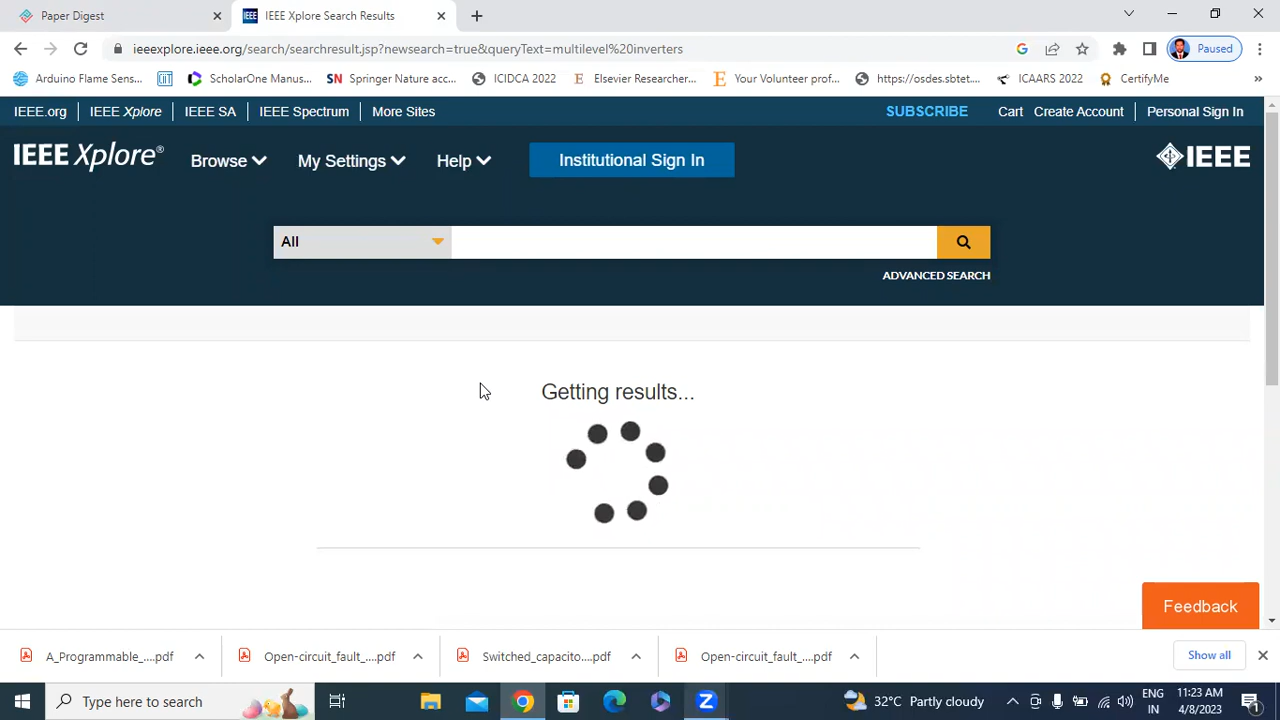 Paper Digest
IEEE Xplore Search Results
ieeexplore.ieee.org/search/searchresult.jsp?newsearch=true&queryText=multilevel%20inverters
Paused
Arduino Flame Sens...
ScholarOne Manus...
SN Springer Nature acc...
ICIDCA 2022
E Elsevier Researcher...
E Your Volunteer prof...
https://osdes.sbtet....
ICAARS 2022
CertifyMe
»
IEEE.org
IEEE Xplore
IEEE SA
IEEE Spectrum
More Sites
SUBSCRIBE
Cart
Create Account
Personal Sign In
IEEE Xplore®
Browse
My Settings
Help
Institutional Sign In
IEEE
All
ADVANCED SEARCH
Getting results...
Feedback
A_Programmable_....pdf
Open-circuit_fault_....pdf
Switched_capacito....pdf
Open-circuit_fault_....pdf
Show all
Type here to search
32°C Partly cloudy
ENG
IN
11:23 AM
4/8/2023
1